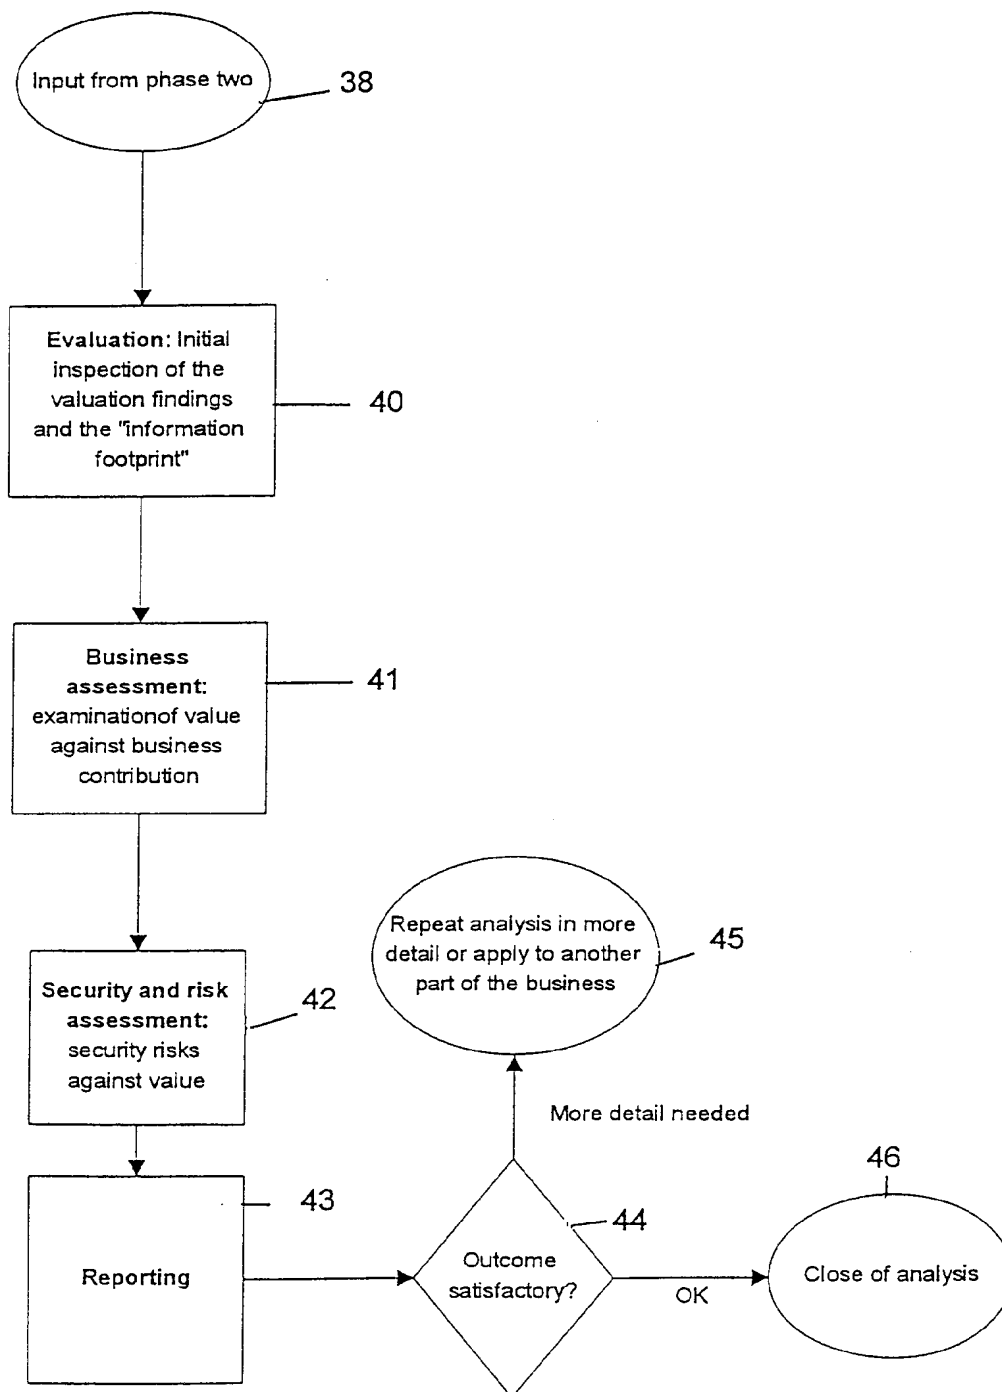 Input from phase two
38
Evaluation: Initial
inspection of the
valuation findings
and the "information
footprint"
40
Business
assessment:
examinationof value
against business
contribution
41
Security and risk
assessment:
security risks
against value
42
Reporting
43
Outcome
satisfactory?
44
More detail needed
Repeat analysis in more
detail or apply to another
part of the business
45
OK
Close of analysis
46